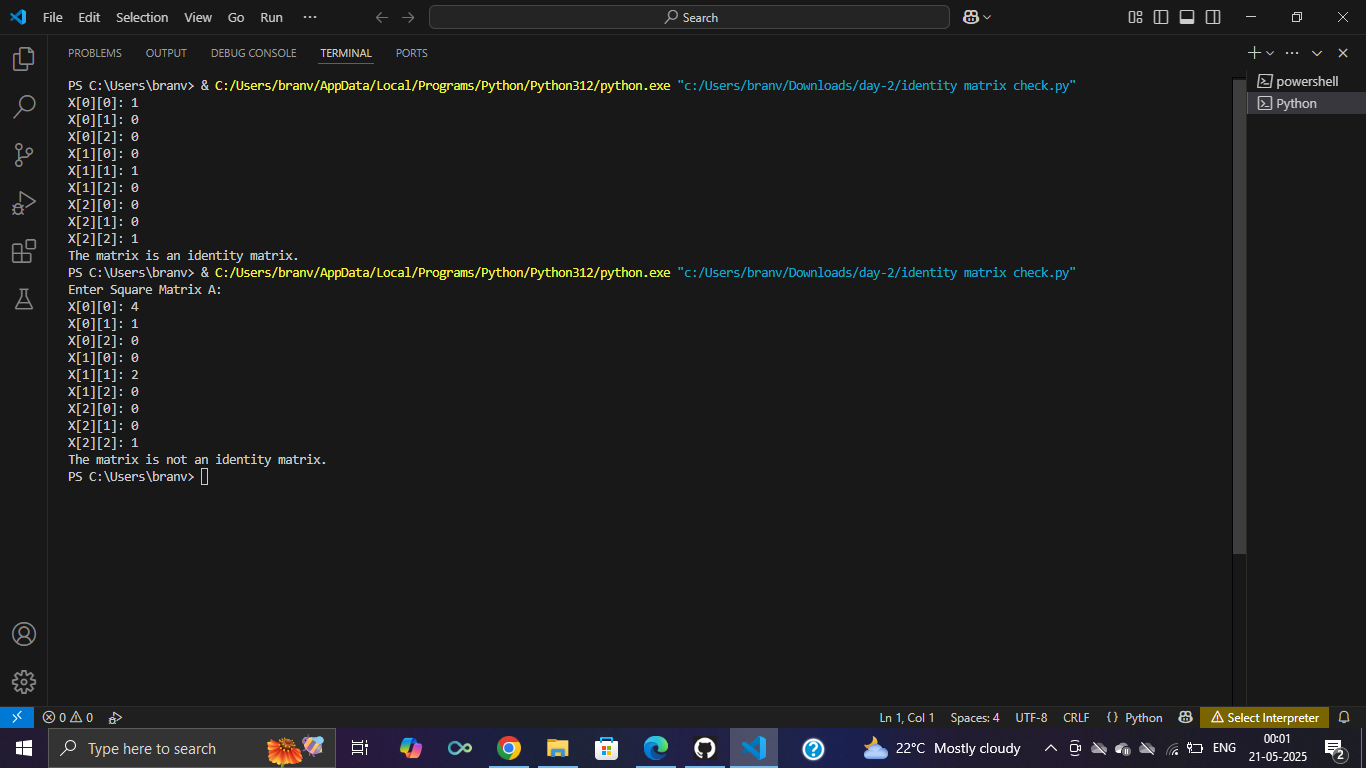 File Edit Selection View Go Run ··· Search
PROBLEMS OUTPUT DEBUG CONSOLE TERMINAL PORTS
powershell
Python
PS C:\Users\branv> & C:/Users/branv/AppData/Local/Programs/Python/Python312/python.exe "c:/Users/branv/Downloads/day-2/identity matrix check.py"
X[0][0]: 1
X[0][1]: 0
X[0][2]: 0
X[1][0]: 0
X[1][1]: 1
X[1][2]: 0
X[2][0]: 0
X[2][1]: 0
X[2][2]: 1
The matrix is an identity matrix.
PS C:\Users\branv> & C:/Users/branv/AppData/Local/Programs/Python/Python312/python.exe "c:/Users/branv/Downloads/day-2/identity matrix check.py"
Enter Square Matrix A:
X[0][0]: 4
X[0][1]: 1
X[0][2]: 0
X[1][0]: 0
X[1][1]: 2
X[1][2]: 0
X[2][0]: 0
X[2][1]: 0
X[2][2]: 1
The matrix is not an identity matrix.
PS C:\Users\branv>
0 0 Ln 1, Col 1 Spaces: 4 UTF-8 CRLF {} Python Select Interpreter
Type here to search 22°C Mostly cloudy ENG 00:01
21-05-2025 2